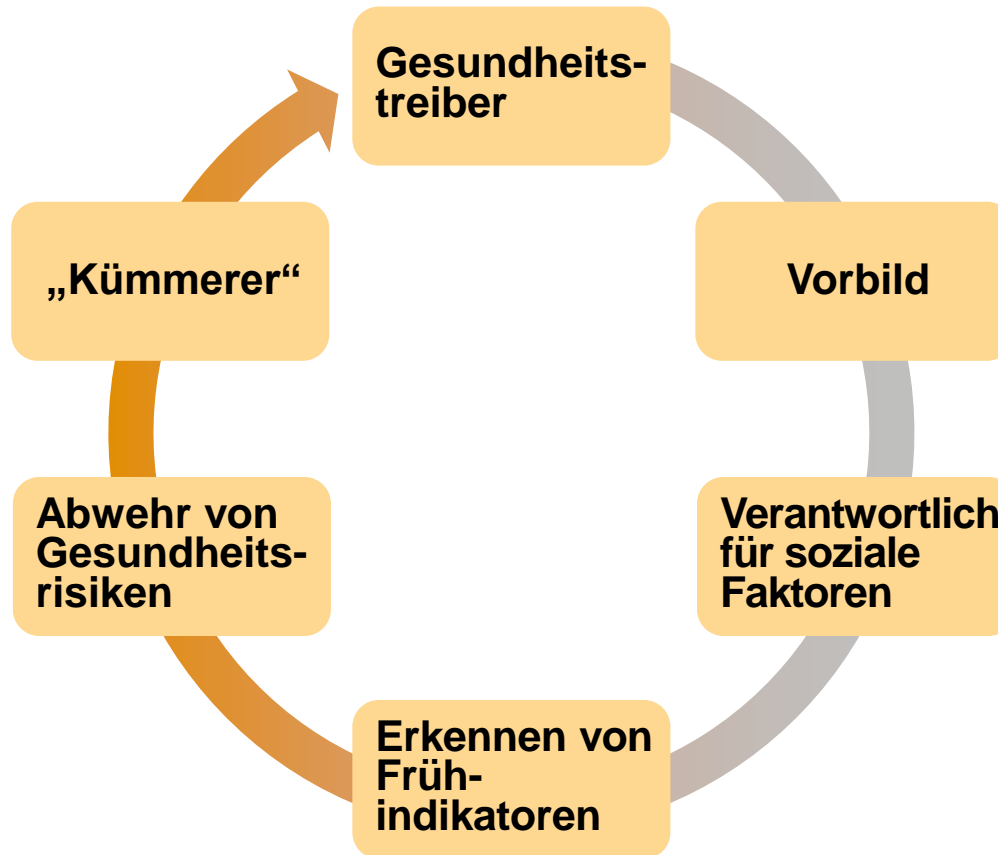 Gesundheits-
treiber
Vorbild
Verantwortlich
für soziale
Faktoren
Erkennen von
Früh-
indikatoren
Abwehr von
Gesundheits-
risiken
„Kümmerer“